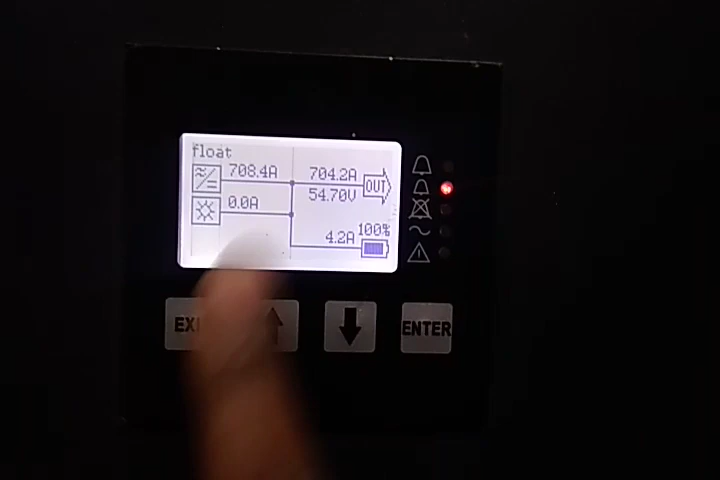 float
708.4A 704.2A
OUT
54.70V
0.0A
100%
4.2A
ENTER